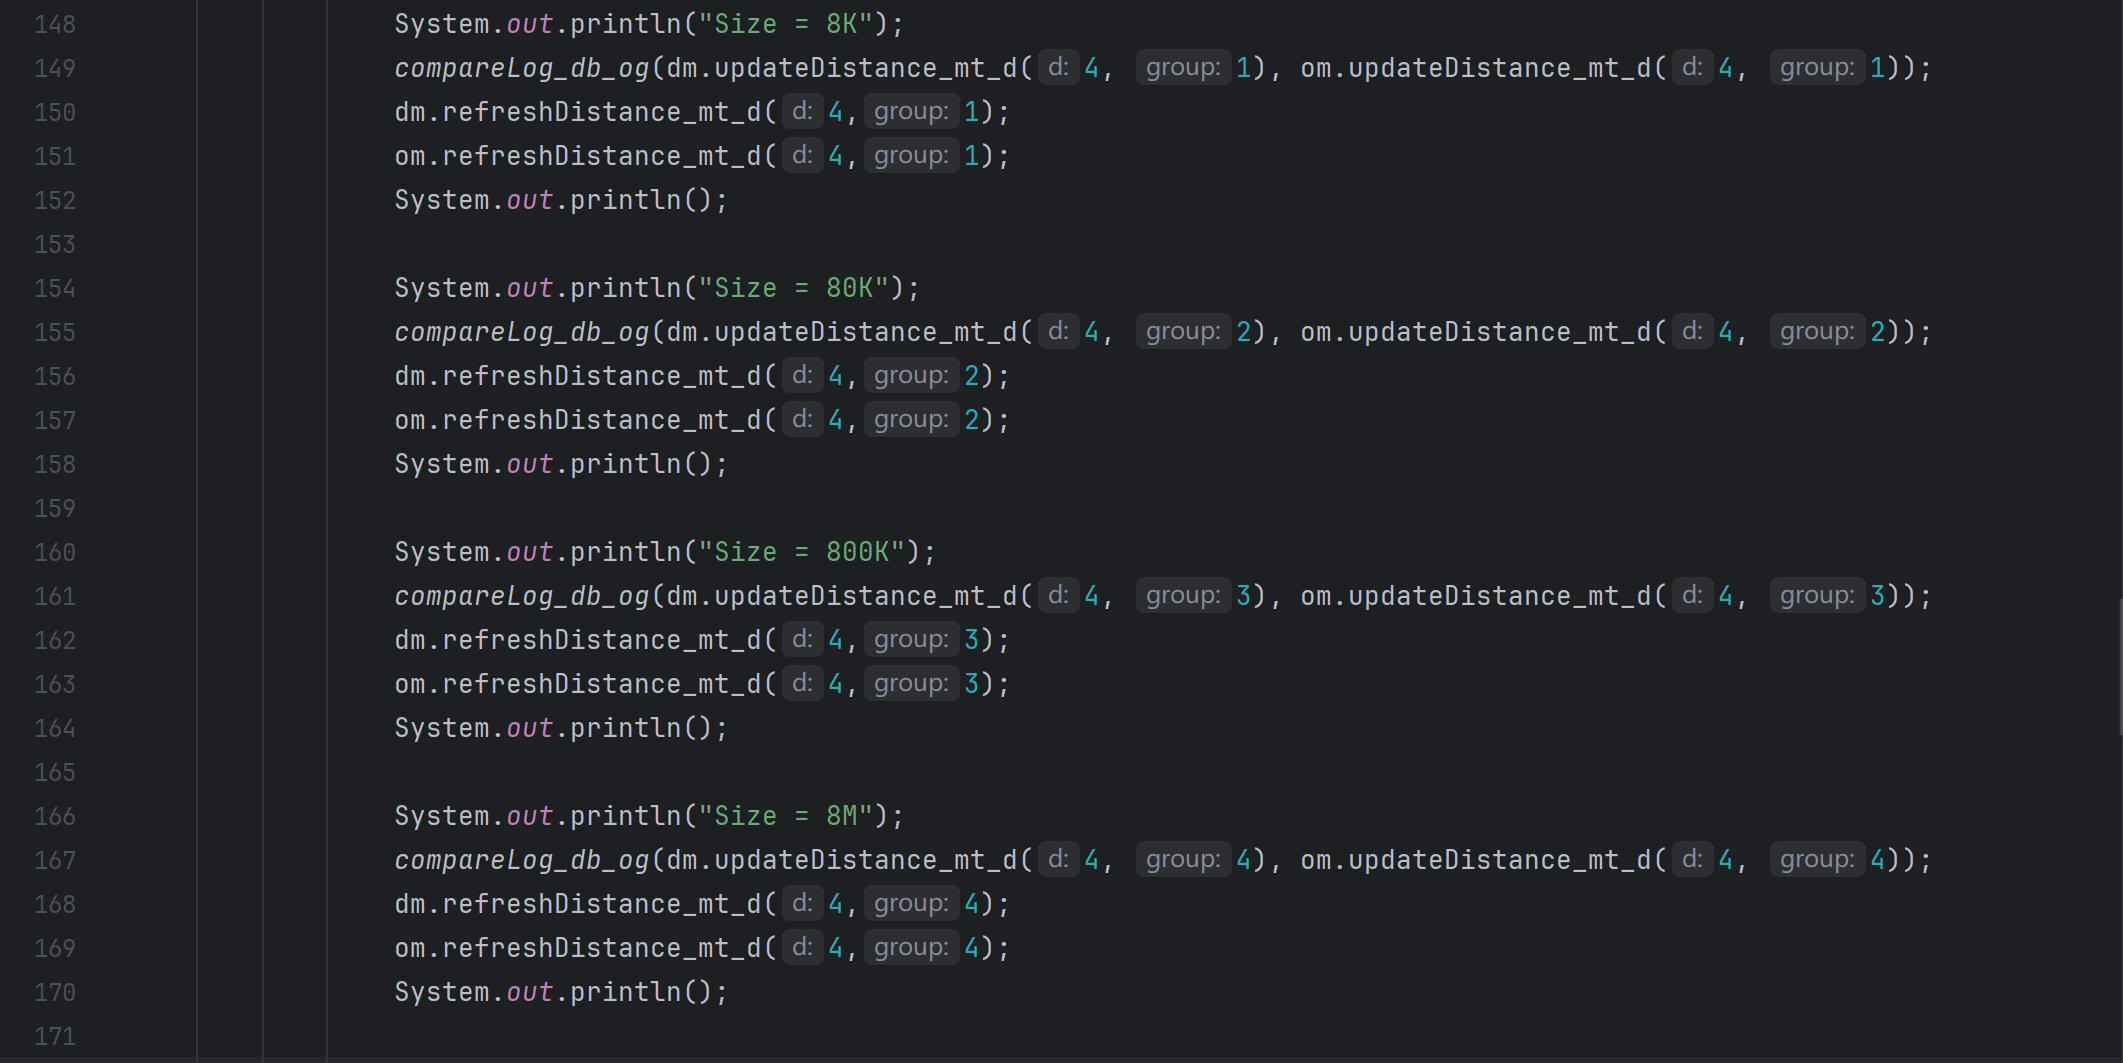 148 System.out.println("Size = 8K");
149 compareLog_db_og(dm.updateDistance_mt_d( d: 4, group: 1), om.updateDistance_mt_d( d: 4, group: 1));
150 dm.refreshDistance_mt_d( d: 4, group: 1);
151 om.refreshDistance_mt_d( d: 4, group: 1);
152 System.out.println();
153
154 System.out.println("Size = 80K");
155 compareLog_db_og(dm.updateDistance_mt_d( d: 4, group: 2), om.updateDistance_mt_d( d: 4, group: 2));
156 dm.refreshDistance_mt_d( d: 4, group: 2);
157 om.refreshDistance_mt_d( d: 4, group: 2);
158 System.out.println();
159
160 System.out.println("Size = 800K");
161 compareLog_db_og(dm.updateDistance_mt_d( d: 4, group: 3), om.updateDistance_mt_d( d: 4, group: 3));
162 dm.refreshDistance_mt_d( d: 4, group: 3);
163 om.refreshDistance_mt_d( d: 4, group: 3);
164 System.out.println();
165
166 System.out.println("Size = 8M");
167 compareLog_db_og(dm.updateDistance_mt_d( d: 4, group: 4), om.updateDistance_mt_d( d: 4, group: 4));
168 dm.refreshDistance_mt_d( d: 4, group: 4);
169 om.refreshDistance_mt_d( d: 4, group: 4);
170 System.out.println();
171